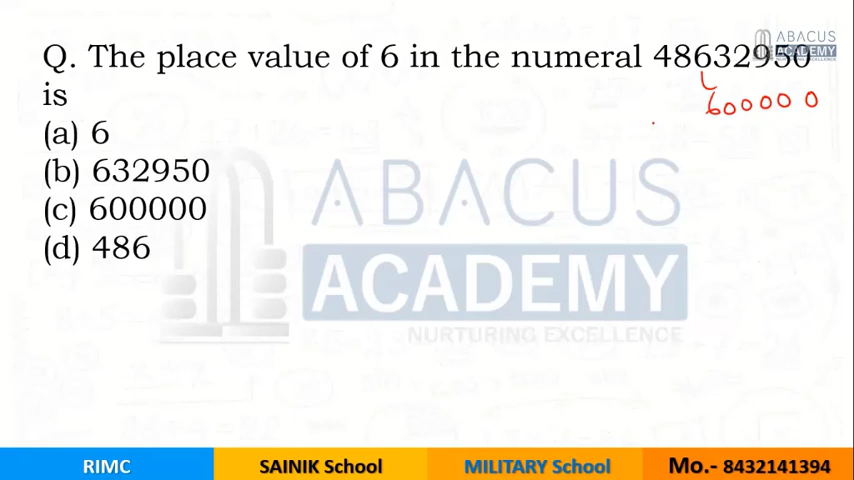 ABACUS
ACADEMY
Q. The place value of 6 in the numeral 48632950
is
600000
(a) 6
(b) 632950
(c) 600000
(d) 486
ABACUS
ACADEMY
NURTURING EXCELLENCE
RIMC SAINIK School MILITARY School Mo.- 8432141394